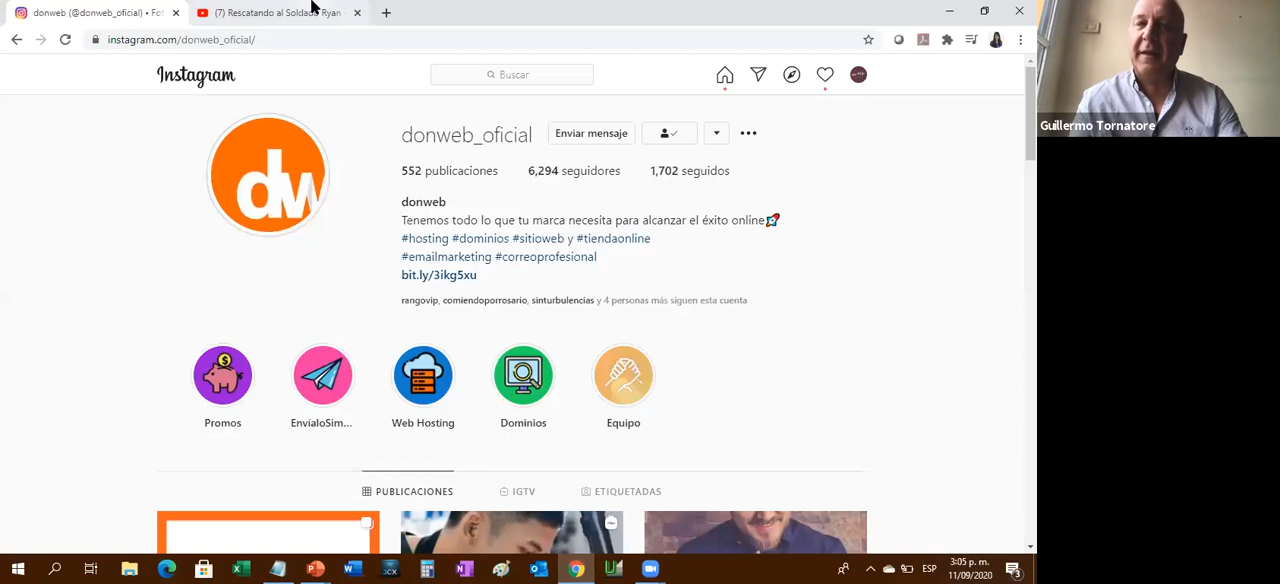 donweb (@donweb_oficial) • Fot
(7) Rescatando al Soldado Ryan
instagram.com/donweb_oficial/
Guillermo Tornatore
Instagram
Buscar
dw
donweb_oficial
Enviar mensaje
552 publicaciones 6,294 seguidores 1,702 seguidos
donweb
Tenemos todo lo que tu marca necesita para alcanzar el éxito online
#hosting #dominios #sitioweb y #tiendaonline
#emailmarketing #correoprofesional
bit.ly/3ikg5xu
rangovip, comiendoporrosario, sinturbulencias y 4 personas más siguen esta cuenta
Promos EnvíaloSim... Web Hosting Dominios Equipo
PUBLICACIONES IGTV ETIQUETADAS
ESP
3:05 p. m.
11/09/2020
3